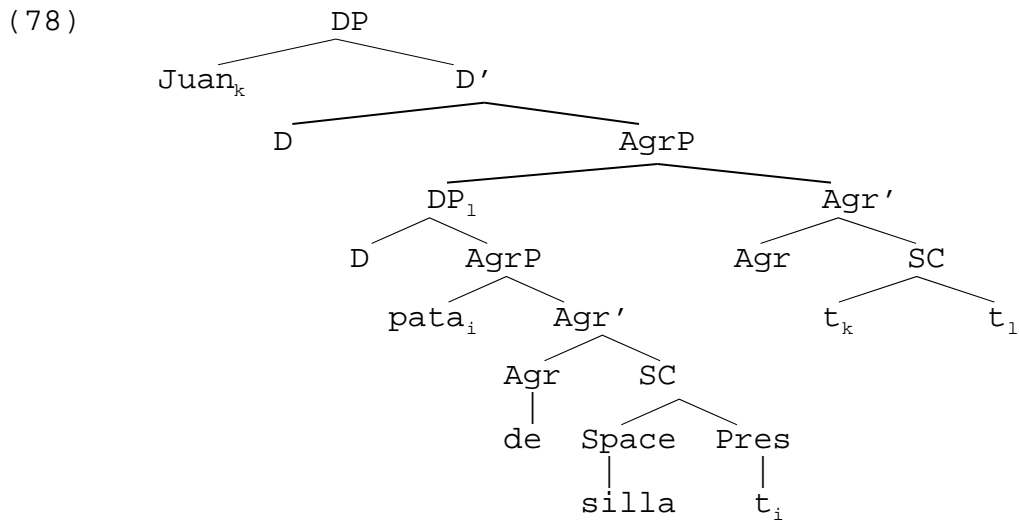 (78) DP
Juan_k D'
D AgrP
DP_l Agr'
D AgrP Agr SC
pata_i Agr' t_k t_l
Agr SC
de Space Pres
silla t_i